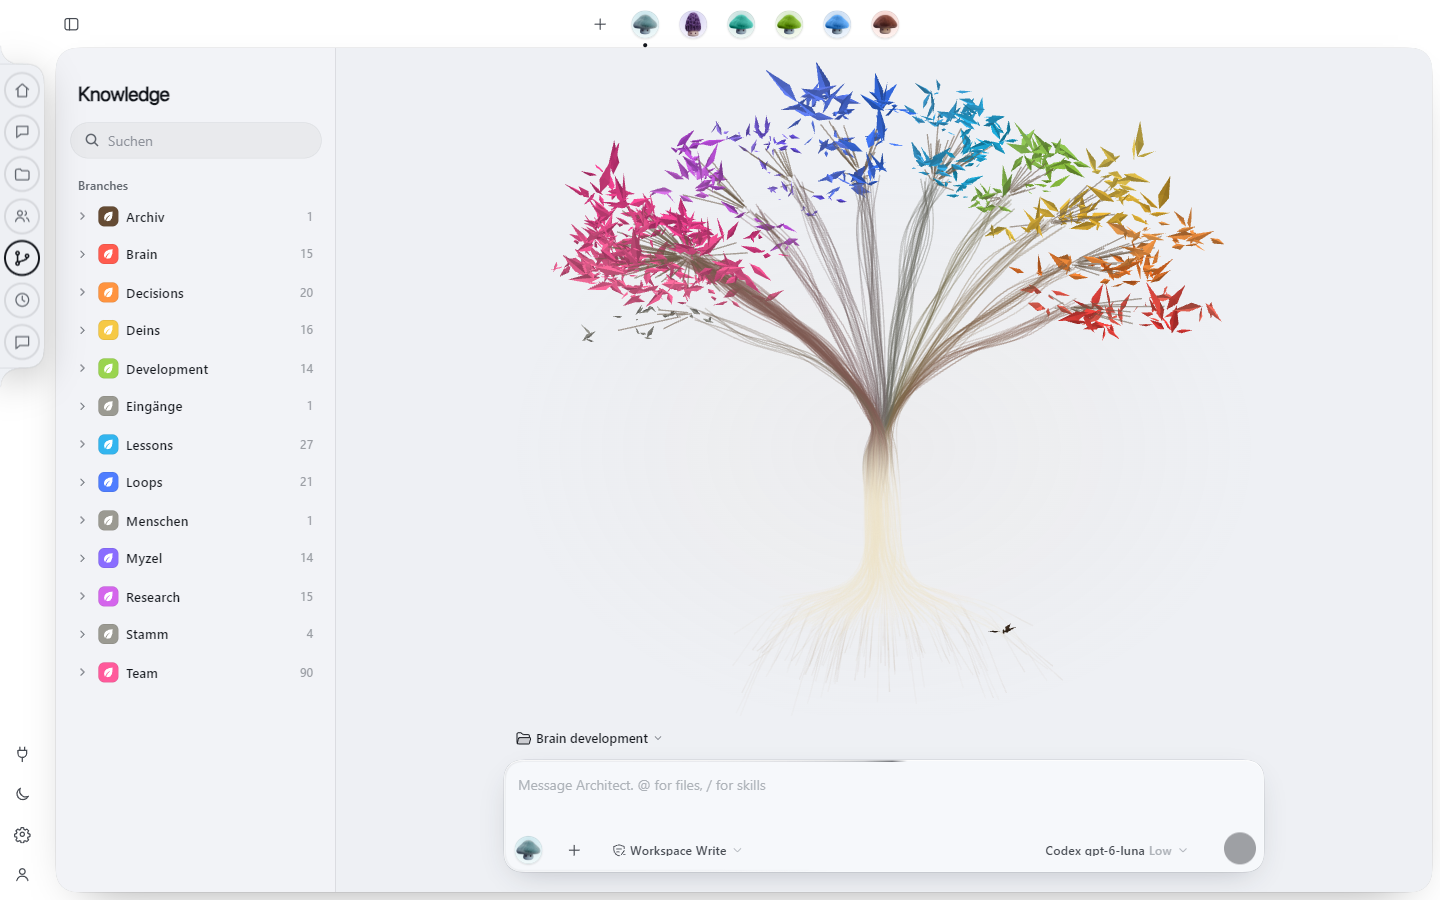 Knowledge
Suchen
Branches
Archiv 1
Brain 15
Decisions 20
Deins 16
Development 14
Eingänge 1
Lessons 27
Loops 21
Menschen 1
Myzel 14
Research 15
Stamm 4
Team 90
Brain development
Message Architect. @ for files, / for skills
Workspace Write
Codex gpt-6-luna Low